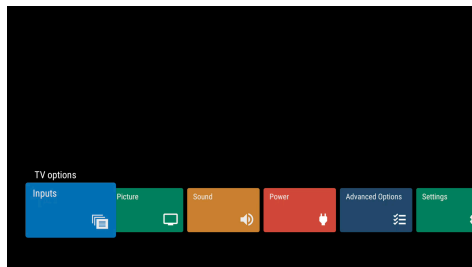 TV options
Inputs
Picture
Sound
Power
Advanced Options
Settings